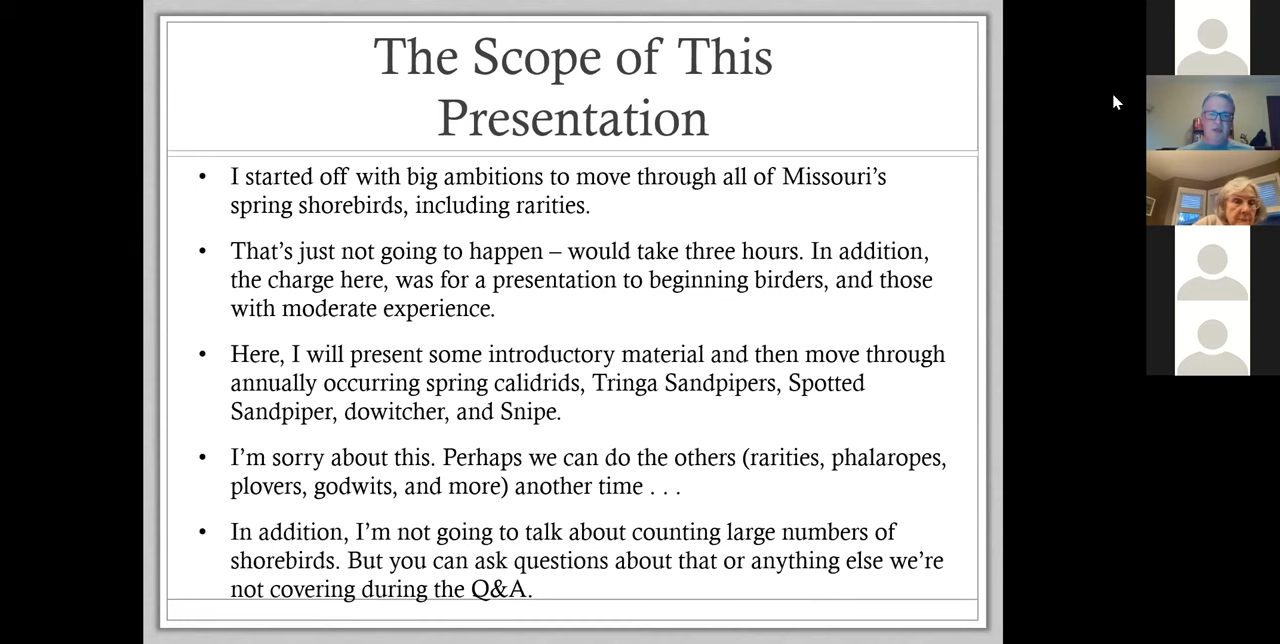 The Scope of This
Presentation
• I started off with big ambitions to move through all of Missouri’s
spring shorebirds, including rarities.
• That’s just not going to happen – would take three hours. In addition,
the charge here, was for a presentation to beginning birders, and those
with moderate experience.
• Here, I will present some introductory material and then move through
annually occurring spring calidrids, Tringa Sandpipers, Spotted
Sandpiper, dowitcher, and Snipe.
• I’m sorry about this. Perhaps we can do the others (rarities, phalaropes,
plovers, godwits, and more) another time . . .
• In addition, I’m not going to talk about counting large numbers of
shorebirds. But you can ask questions about that or anything else we’re
not covering during the Q&A.